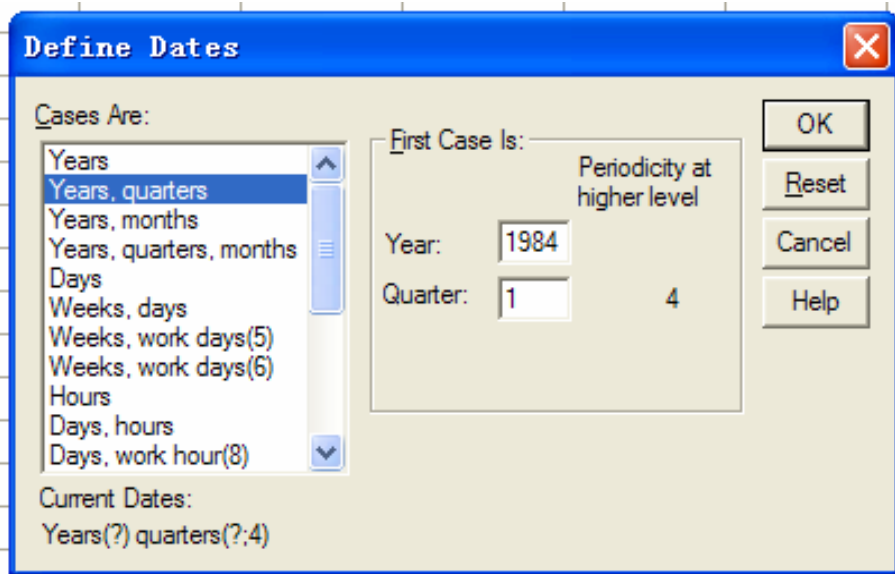 Define Dates
Cases Are:
Years
Years, quarters
Years, months
Years, quarters, months
Days
Weeks, days
Weeks, work days(5)
Weeks, work days(6)
Hours
Days, hours
Days, work hour(8)
Current Dates:
Years(?) quarters(?;4)
First Case Is:
Periodicity at
higher level
Year: 1984
Quarter: 1 4
OK
Reset
Cancel
Help